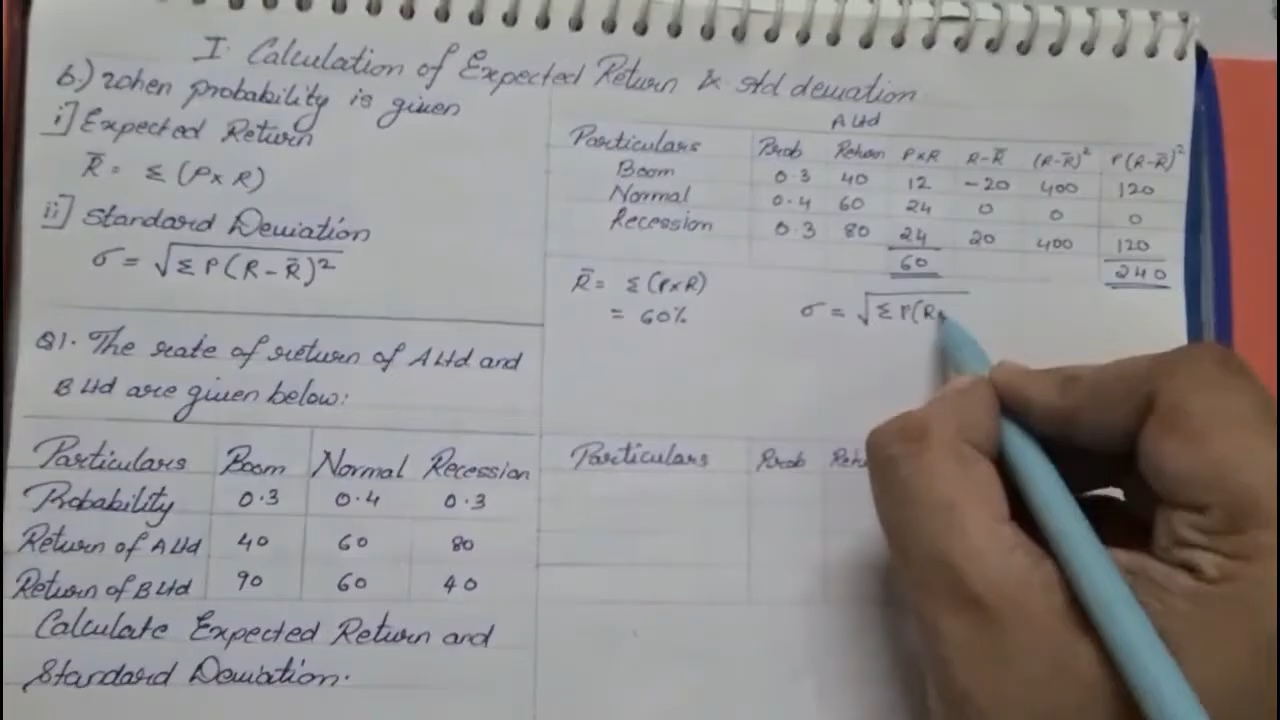 I. Calculation of Expected Return & std deviation
b.) when probability is given
i] Expected Return
R̄ = Σ (P×R)
ii] Standard Deviation
σ = √Σ P(R-R̄)²
Q1. The rate of return of A Ltd and
B Ltd are given below:
Particulars Boom Normal Recession
Probability 0.3 0.4 0.3
Return of A Ltd 40 60 80
Return of B Ltd 90 60 40
Calculate Expected Return and
Standard Deviation.
A Ltd
Particulars Prob Return P×R R-R̄ (R-R̄)² P(R-R̄)²
Boom 0.3 40 12 -20 400 120
Normal 0.4 60 24 0 0 0
Recession 0.3 80 24 20 400 120
60 240
R̄ = Σ (P×R)
= 60% σ = √Σ P(R
Particulars Prob